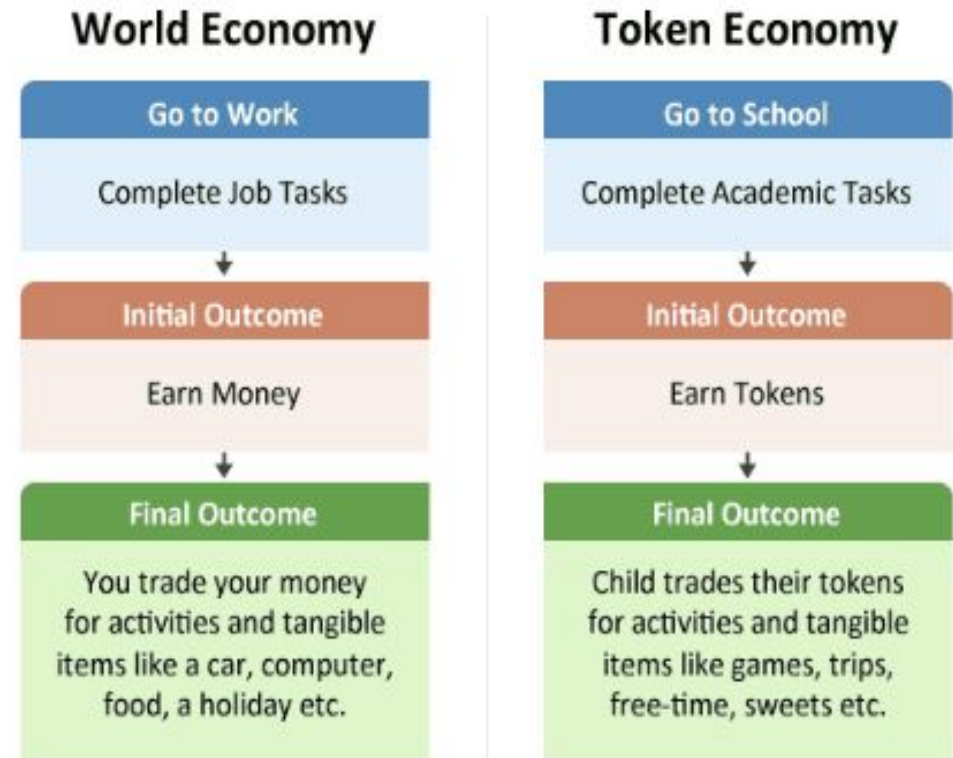 World Economy
Go to Work
Complete Job Tasks
Initial Outcome
Earn Money
Final Outcome
You trade your money
for activities and tangible
items like a car, computer,
food, a holiday etc.
Token Economy
Go to School
Complete Academic Tasks
Initial Outcome
Earn Tokens
Final Outcome
Child trades their tokens
for activities and tangible
items like games, trips,
free-time, sweets etc.